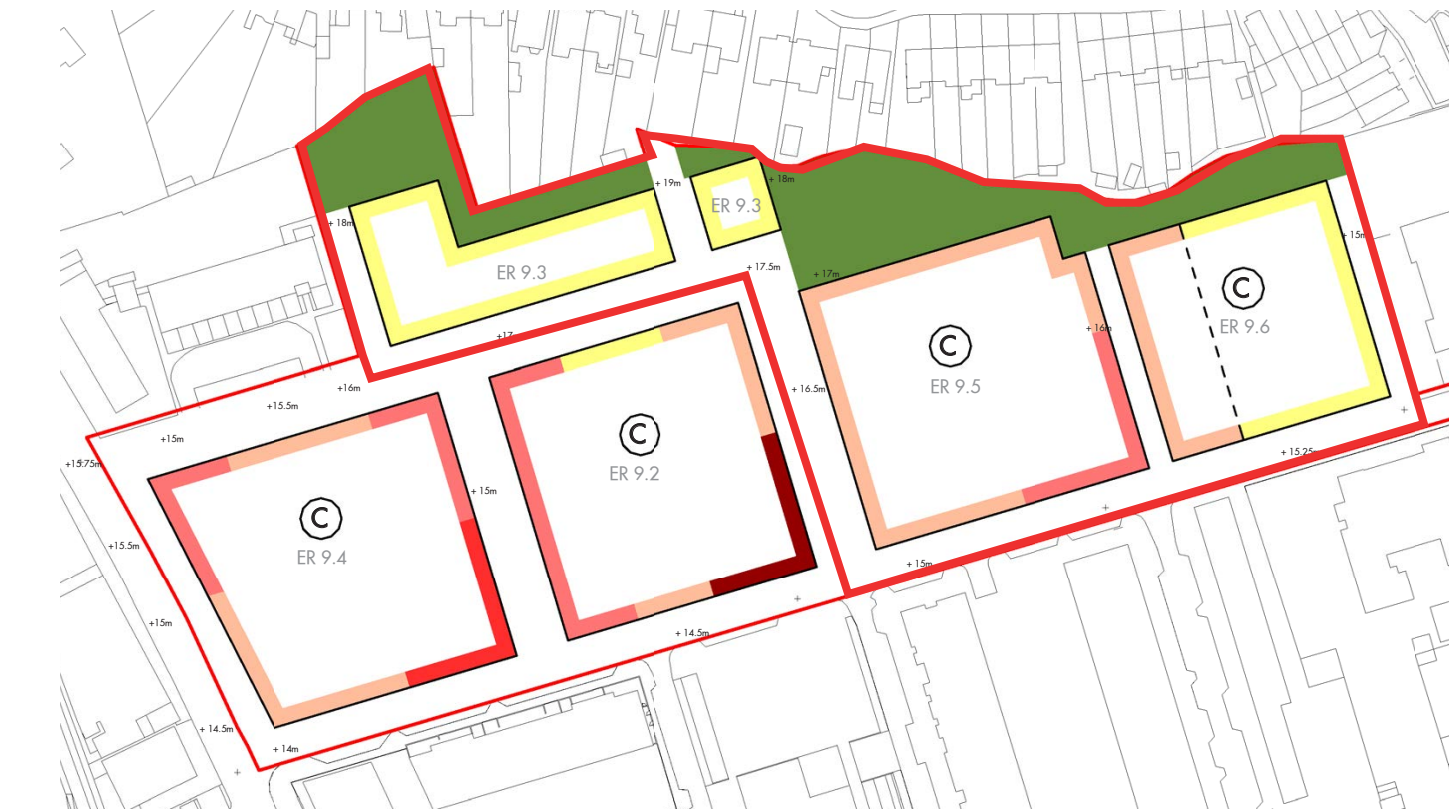 + 19m
+ 18m
ER 9.3
+ 18m
ER 9.3
+ 15m
+ 17.5m
+ 17m
C
ER 9.6
+ 17
+ 16m
C
ER 9.5
+16m
+ 16.5m
+15.5m
+15m
C
ER 9.2
+ 15.25m
+15.75m
+ 15m
C
ER 9.4
+15.5m
+ 15m
+15m
+ 14.5m
+ 14.5m
+ 14m